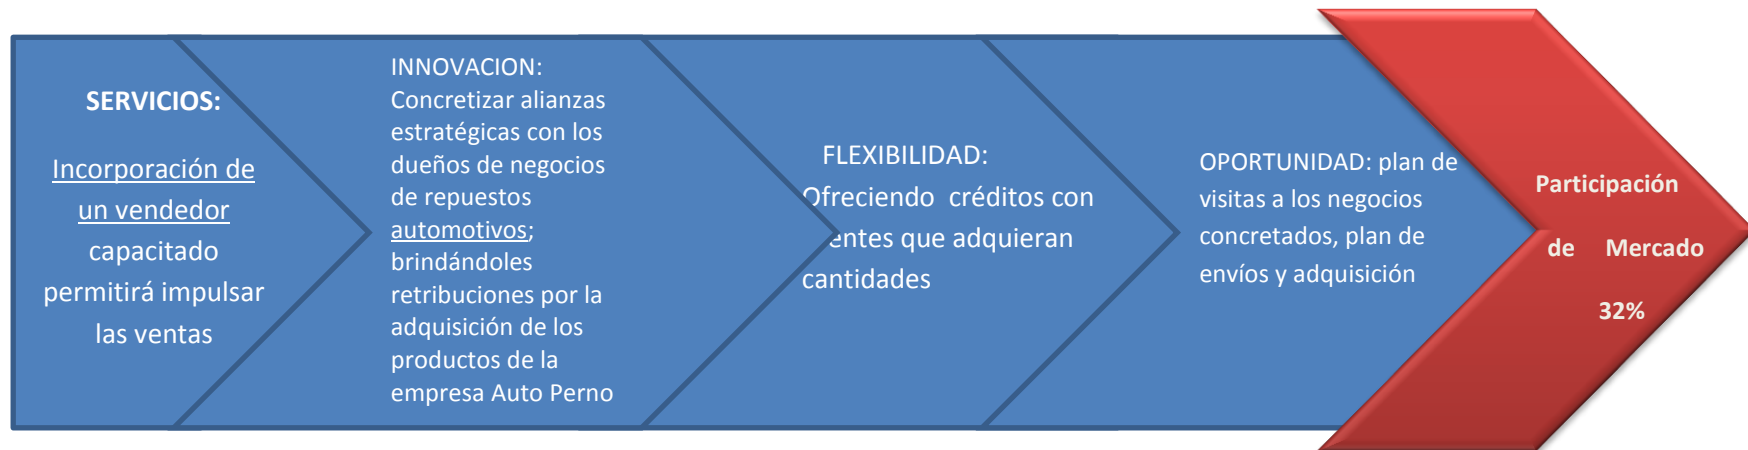 SERVICIOS:
Incorporación de
un vendedor
capacitado
permitirá impulsar
las ventas
INNOVACION:
Concretizar alianzas
estratégicas con los
dueños de negocios
de repuestos
automotivos;
brindándoles
retribuciones por la
adquisición de los
productos de la
empresa Auto Perno
FLEXIBILIDAD:
Ofreciendo créditos con
que adquieran
cantidades
OPORTUNIDAD: plan de
visitas a los negocios
concretados, plan de
envíos y adquisición
Participación
de Mercado
32%